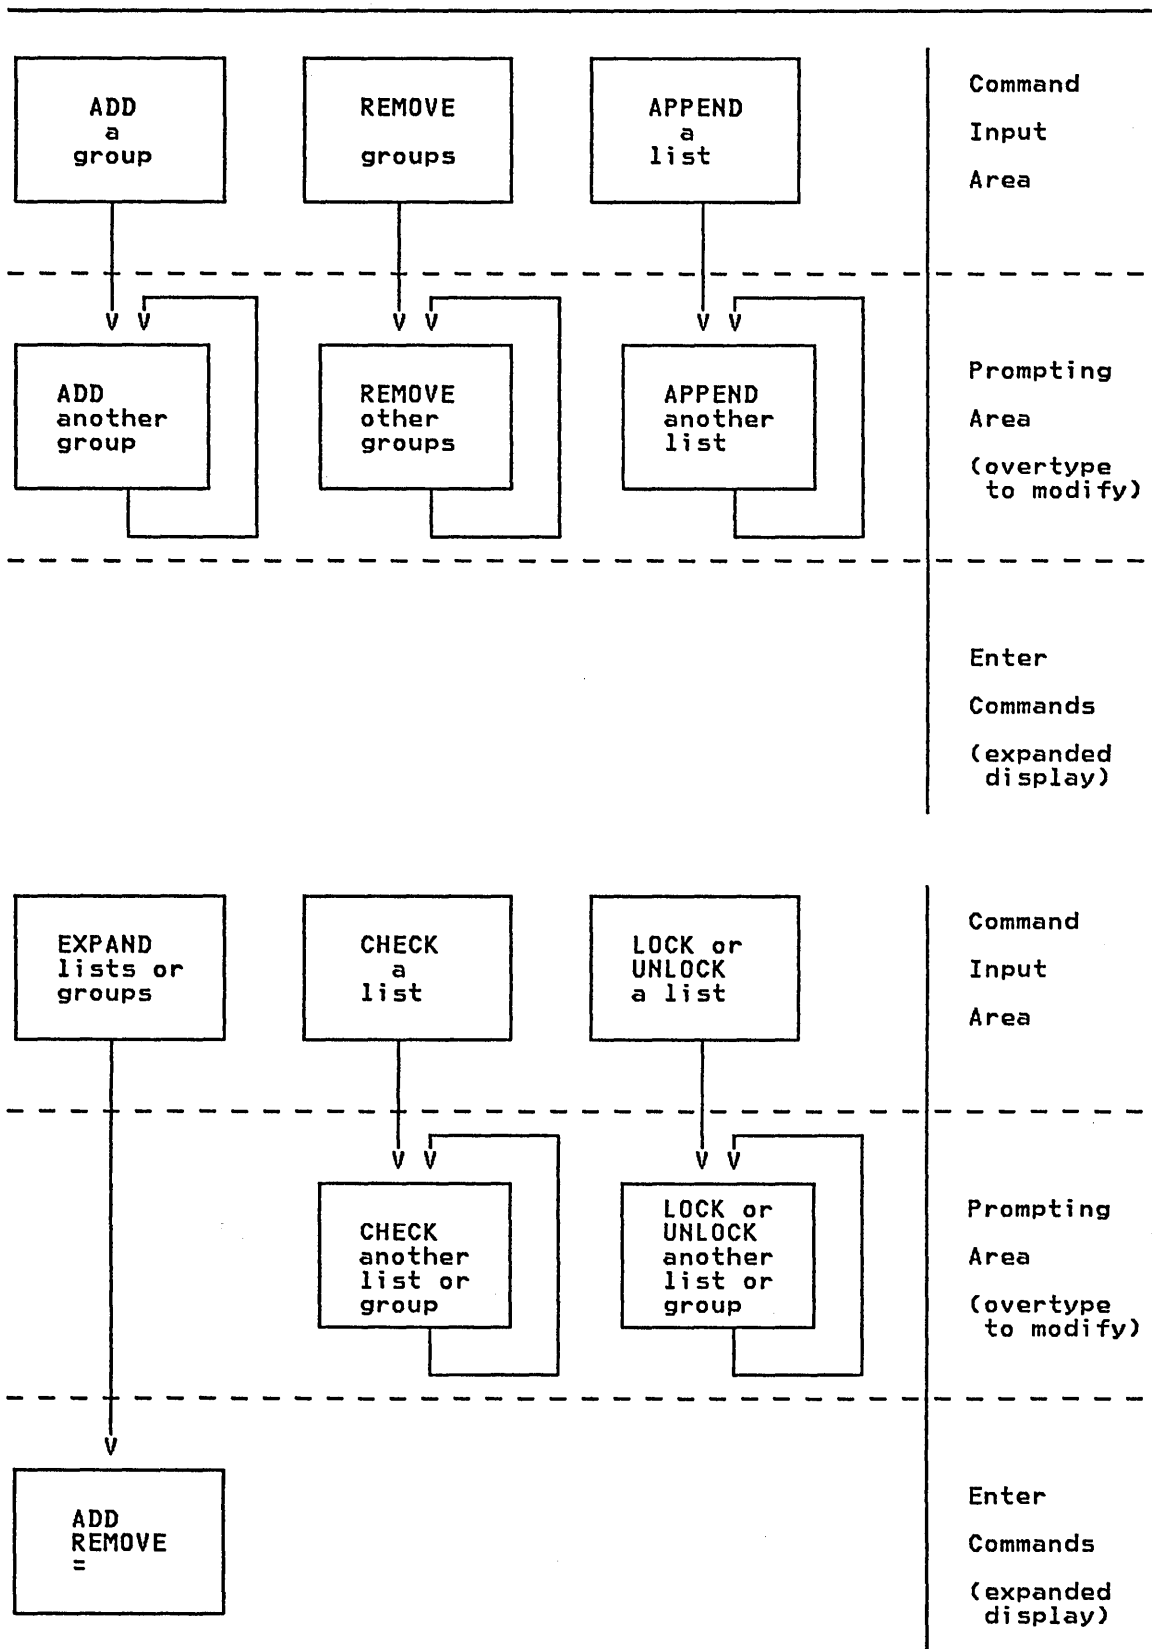 ADD
a
group
REMOVE
groups
APPEND
a
list
Command
Input
Area
ADD
another
group
REMOVE
other
groups
APPEND
another
list
Prompting
Area
(overtype
to modify)
Enter
Commands
(expanded
display)
EXPAND
lists or
groups
CHECK
a
list
LOCK or
UNLOCK
a list
Command
Input
Area
CHECK
another
list or
group
LOCK or
UNLOCK
another
list or
group
Prompting
Area
(overtype
to modify)
ADD
REMOVE
=
Enter
Commands
(expanded
display)